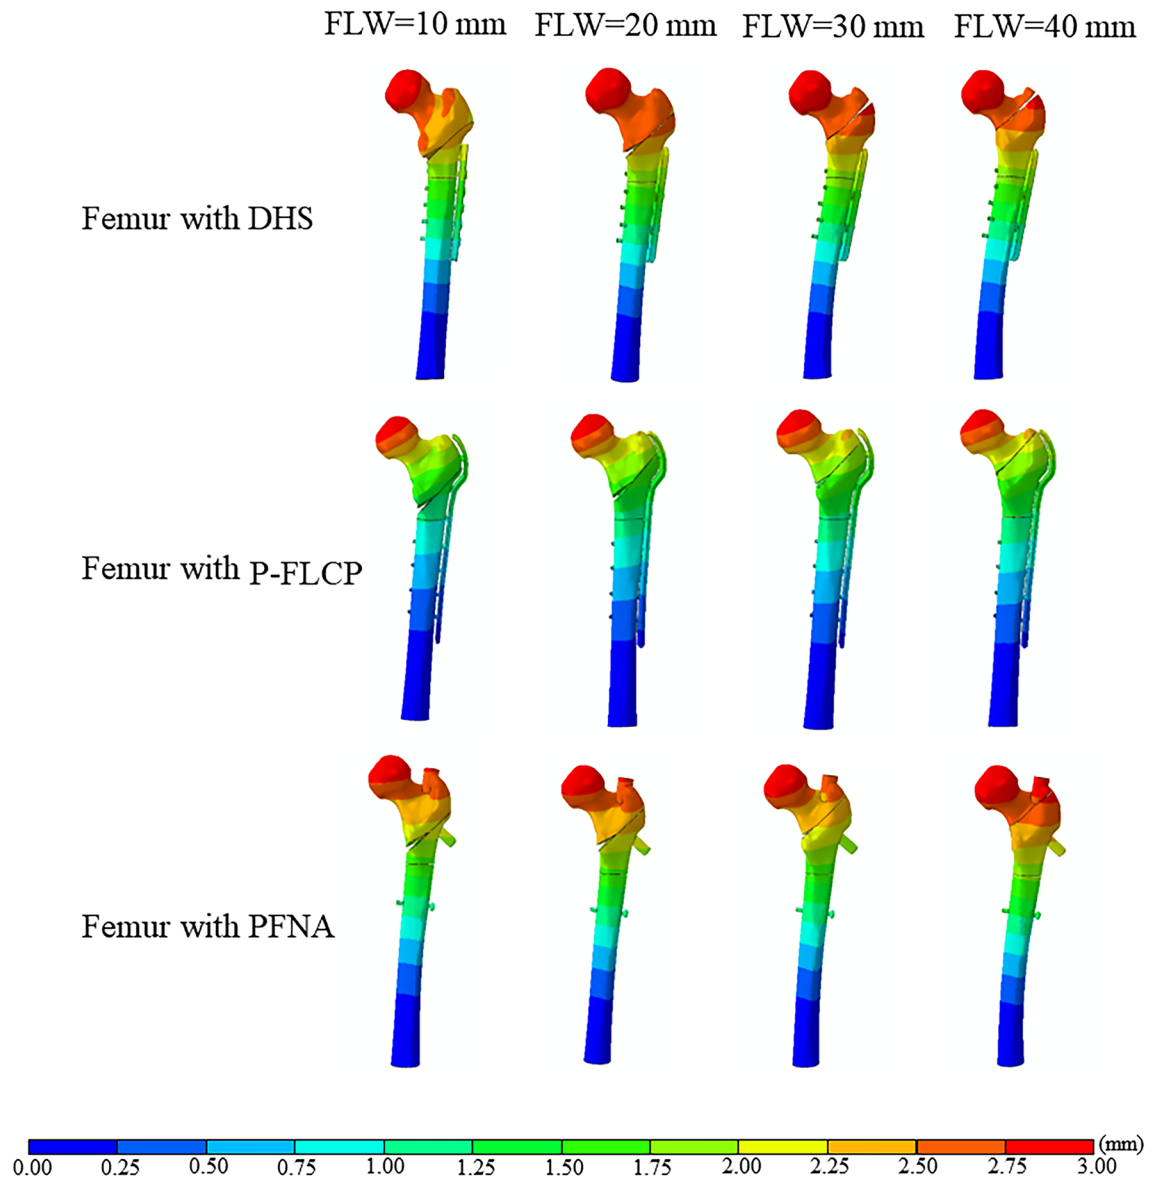 FLW=10 mm FLW=20 mm FLW=30 mm FLW=40 mm
Femur with DHS
Femur with P-FLCP
Femur with PFNA
(mm)
0.00 0.25 0.50 0.75 1.00 1.25 1.50 1.75 2.00 2.25 2.50 2.75 3.00